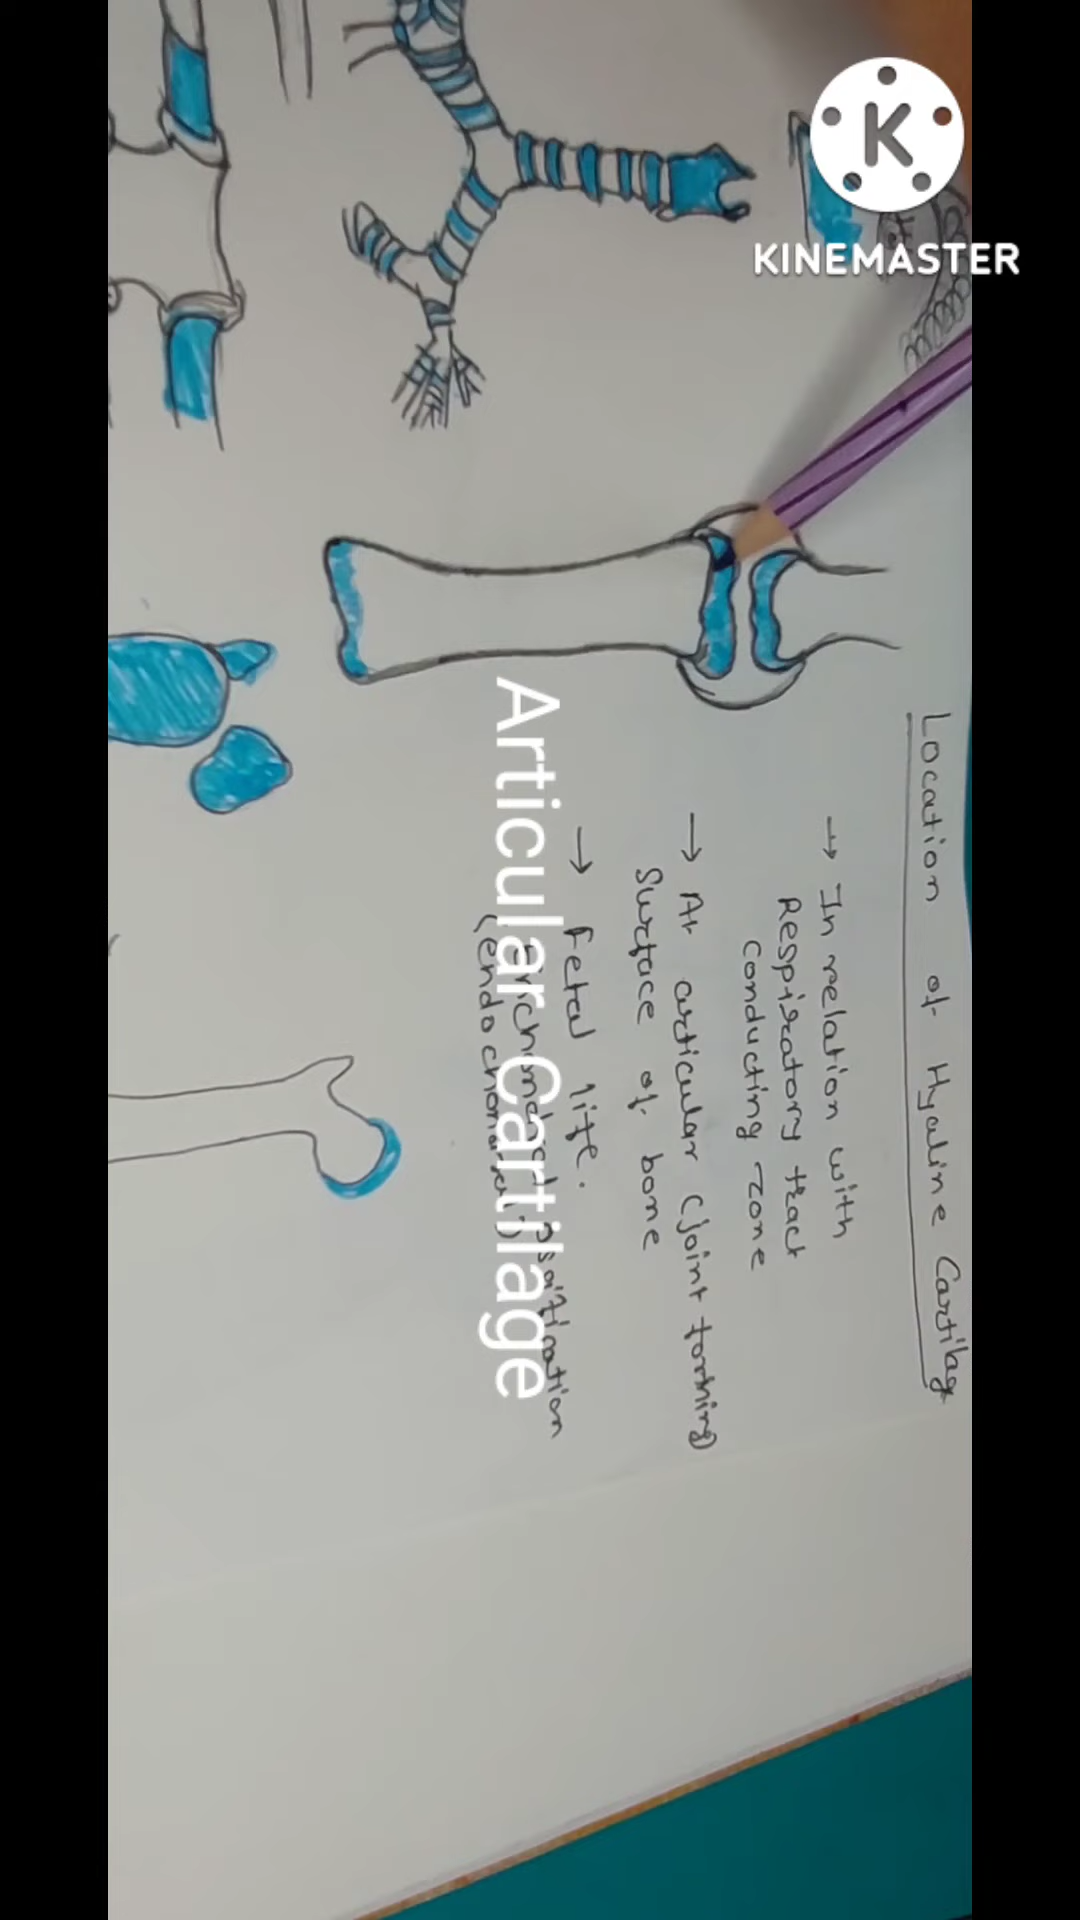 KINEMASTER
Location of Hyaline Cartilage
→ In relation with
Respiratory tract
conducting zone
→ At articular (joint forming)
surface of bone
→ Fetal life.
ossification
(endochondral)
Articular Cartilage